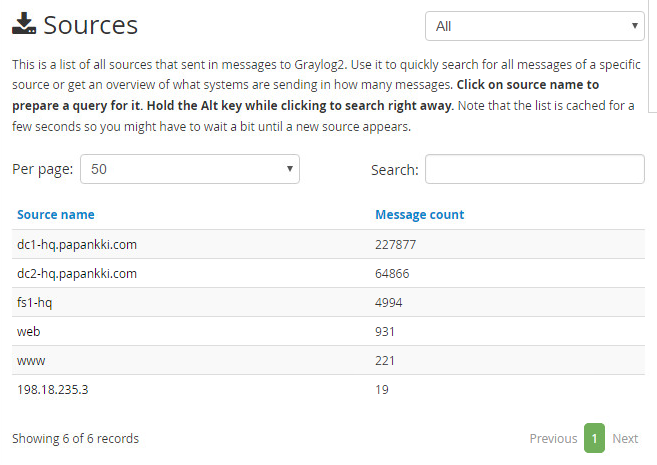 Sources
All
This is a list of all sources that sent in messages to Graylog2. Use it to quickly search for all messages of a specific
source or get an overview of what systems are sending in how many messages. Click on source name to
prepare a query for it. Hold the Alt key while clicking to search right away. Note that the list is cached for a
few seconds so you might have to wait a bit until a new source appears.
Per page: 50 Search:
Source name Message count
dc1-hq.papankki.com 227877
dc2-hq.papankki.com 64866
fs1-hq 4994
web 931
www 221
198.18.235.3 19
Showing 6 of 6 records Previous 1 Next